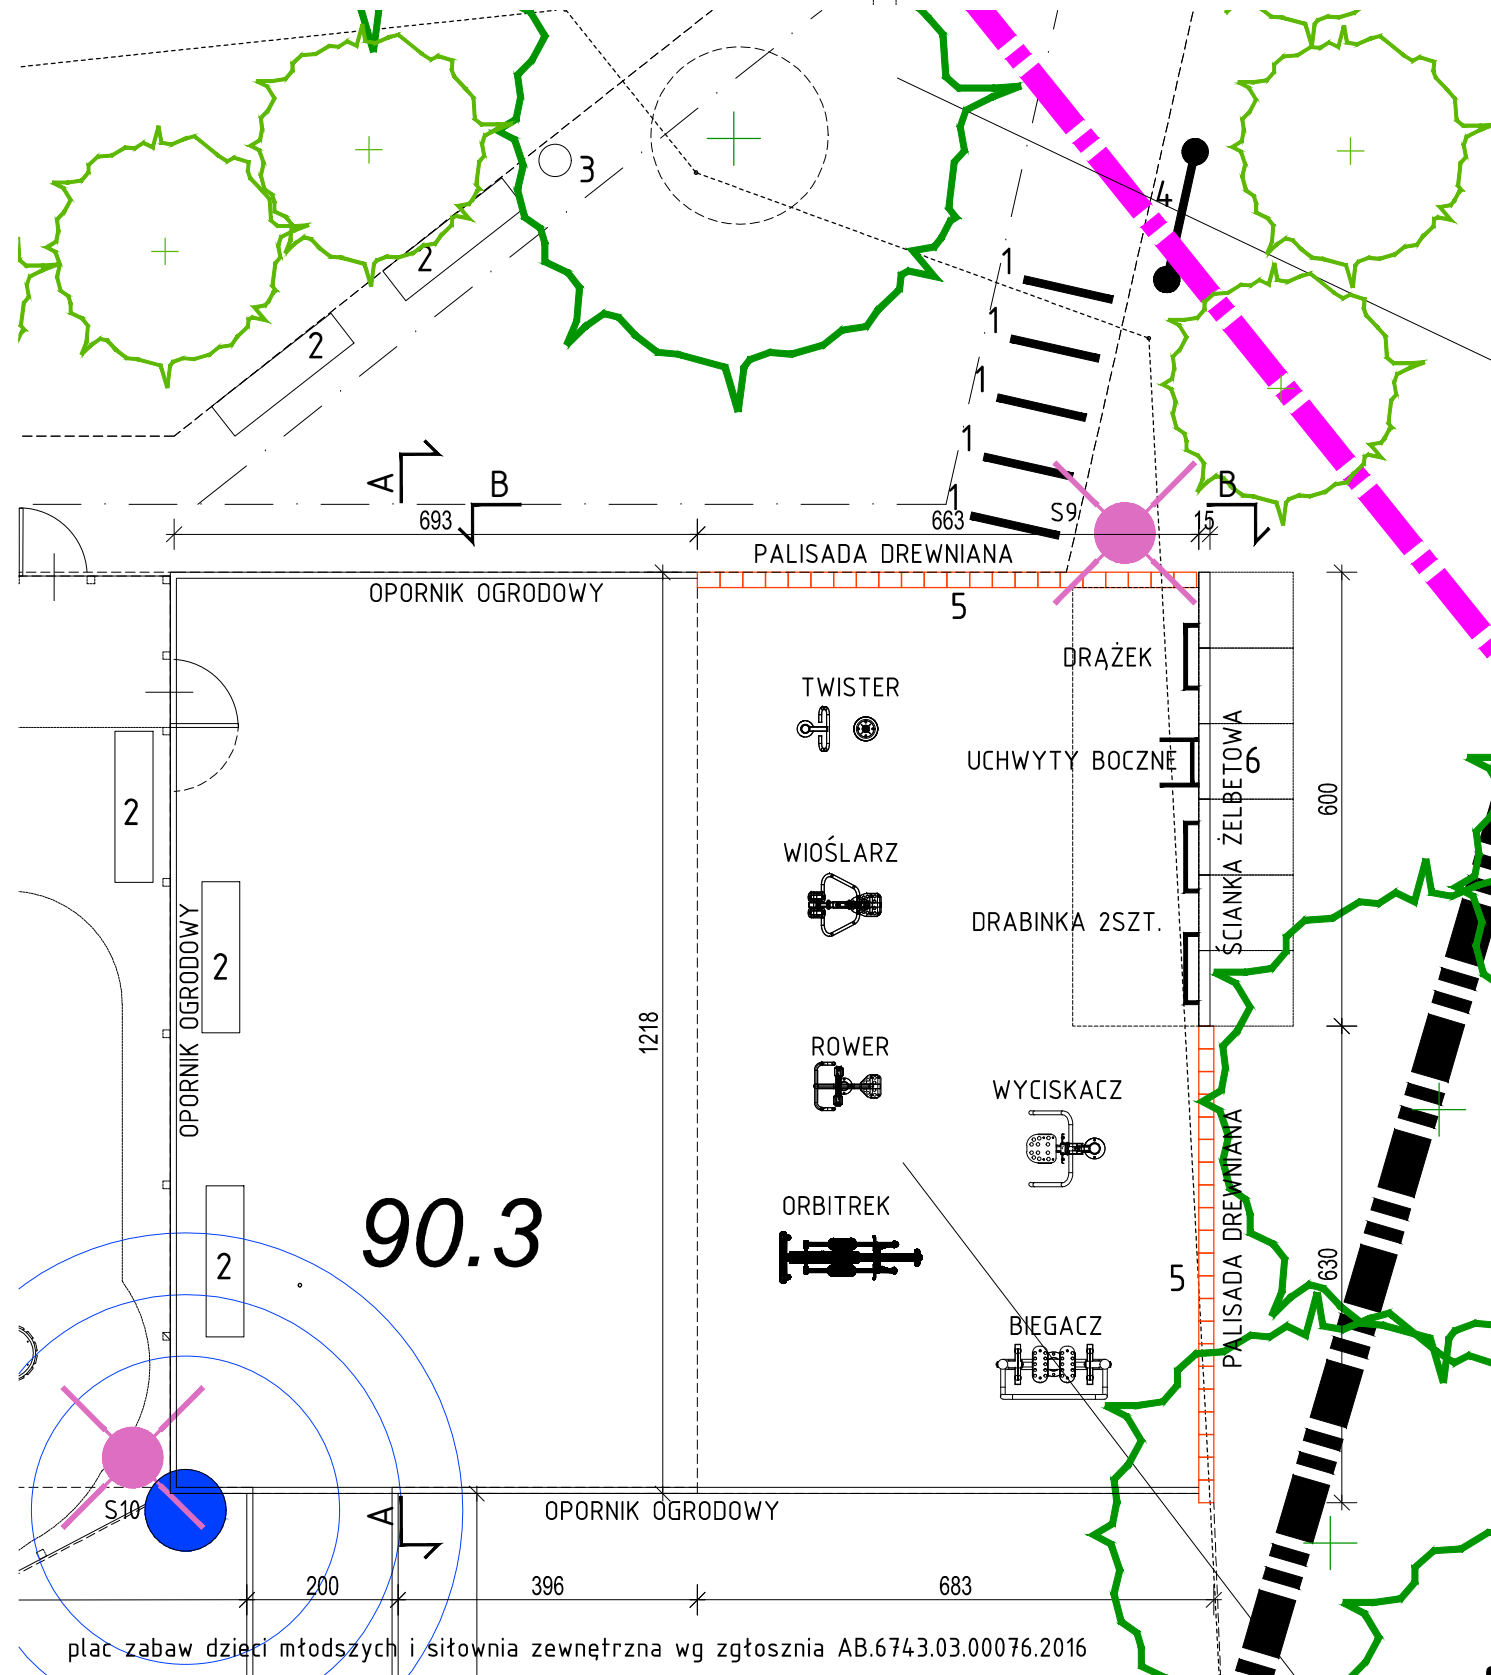 3
4
2
1
2
1
1
1
A
B
B
1
S9
693
663
15
PALISADA DREWNIANA
OPORNIK OGRODOWY
5
DRĄŻEK
TWISTER
UCHWYTY BOCZNE
6
ŚCIANKA ŻELBETOWA
600
2
WIOŚLARZ
DRABINKA 2SZT.
2
OPORNIK OGRODOWY
1218
ROWER
WYCISKACZ
90.3
ORBITREK
PALISADA DREWNIANA
630
2
5
BIEGACZ
S10
A
OPORNIK OGRODOWY
200
396
683
plac zabaw dzieci młodszych i siłownia zewnętrzna wg zgłosznia AB.6743.03.00076.2016